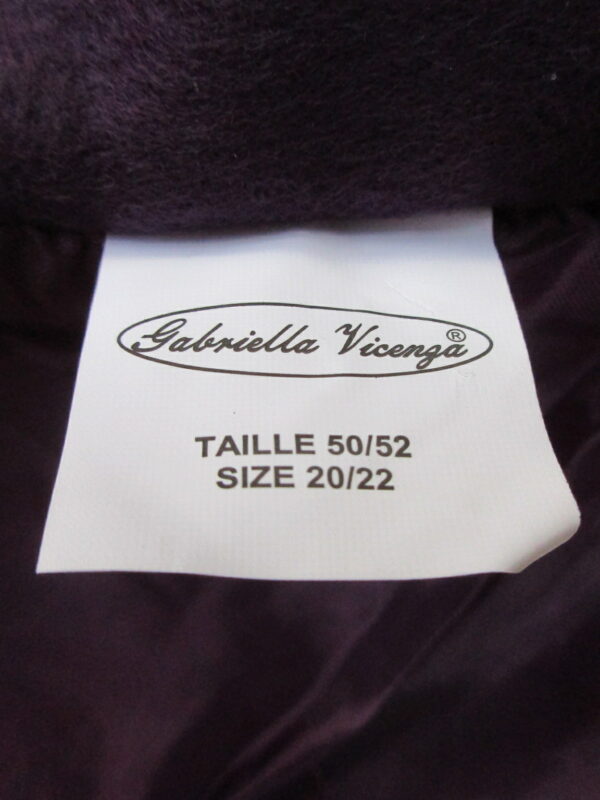 Gabriella Vicenza®
TAILLE 50/52
SIZE 20/22